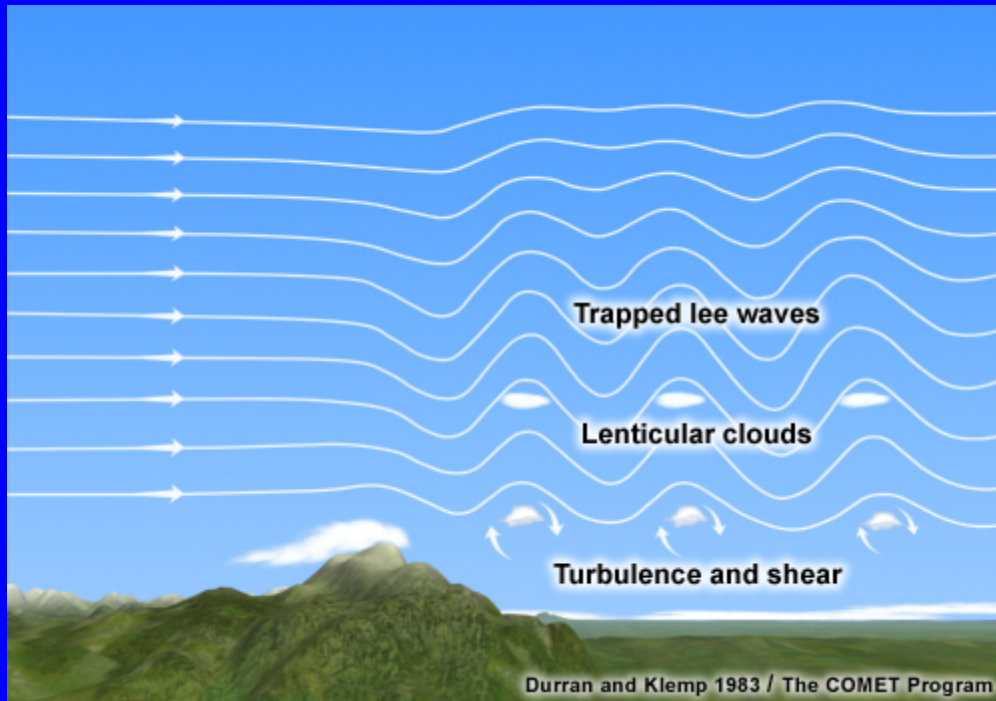 Trapped lee waves
Lenticular clouds
Turbulence and shear
Durran and Klemp 1983 / The COMET Program